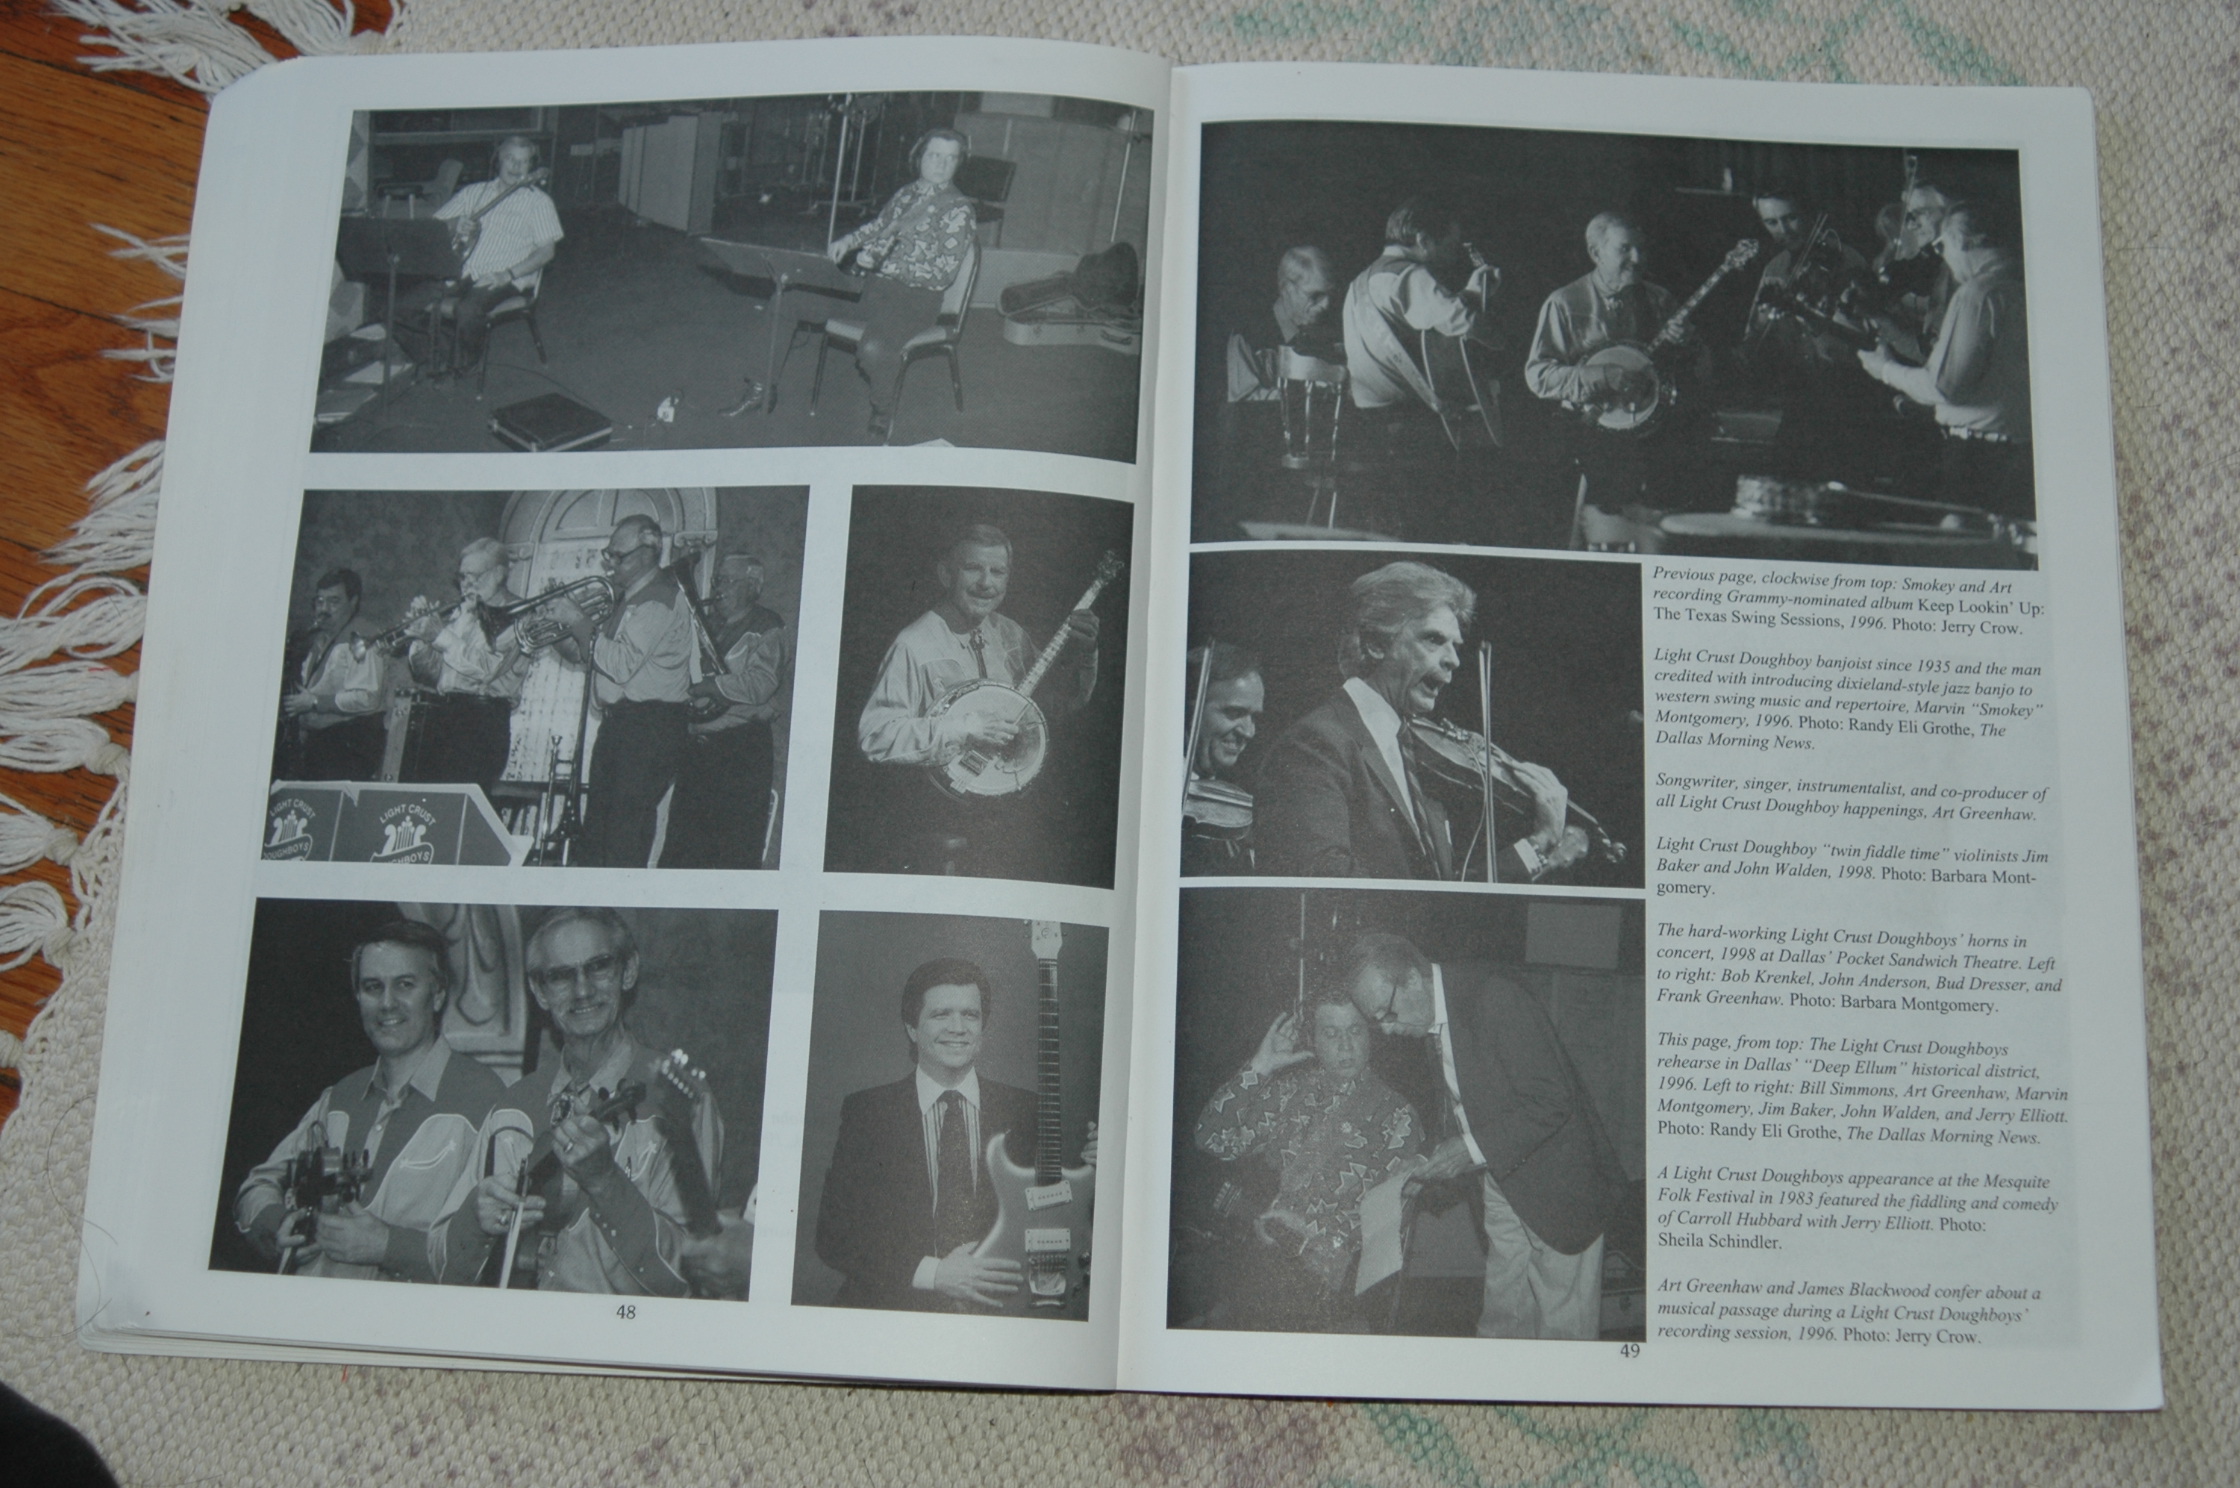 LIGHT CRUST
DOUGHBOYS
LIGHT CRUST
GHBOYS
48
Previous page, clockwise from top: Smokey and Art
recording Grammy-nominated album Keep Lookin' Up:
The Texas Swing Sessions, 1996. Photo: Jerry Crow.
Light Crust Doughboy banjoist since 1935 and the man
credited with introducing dixieland-style jazz banjo to
western swing music and repertoire, Marvin "Smokey"
Montgomery, 1996. Photo: Randy Eli Grothe, The
Dallas Morning News.
Songwriter, singer, instrumentalist, and co-producer of
all Light Crust Doughboy happenings, Art Greenhaw.
Light Crust Doughboy "twin fiddle time" violinists Jim
Baker and John Walden, 1998. Photo: Barbara Mont-
gomery.
The hard-working Light Crust Doughboys' horns in
concert, 1998 at Dallas' Pocket Sandwich Theatre. Left
to right: Bob Krenkel, John Anderson, Bud Dresser, and
Frank Greenhaw. Photo: Barbara Montgomery.
This page, from top: The Light Crust Doughboys
rehearse in Dallas' "Deep Ellum" historical district,
1996. Left to right: Bill Simmons, Art Greenhaw, Marvin
Montgomery, Jim Baker, John Walden, and Jerry Elliott.
Photo: Randy Eli Grothe, The Dallas Morning News.
A Light Crust Doughboys appearance at the Mesquite
Folk Festival in 1983 featured the fiddling and comedy
of Carroll Hubbard with Jerry Elliott. Photo:
Sheila Schindler.
Art Greenhaw and James Blackwood confer about a
musical passage during a Light Crust Doughboys'
recording session, 1996. Photo: Jerry Crow.
49